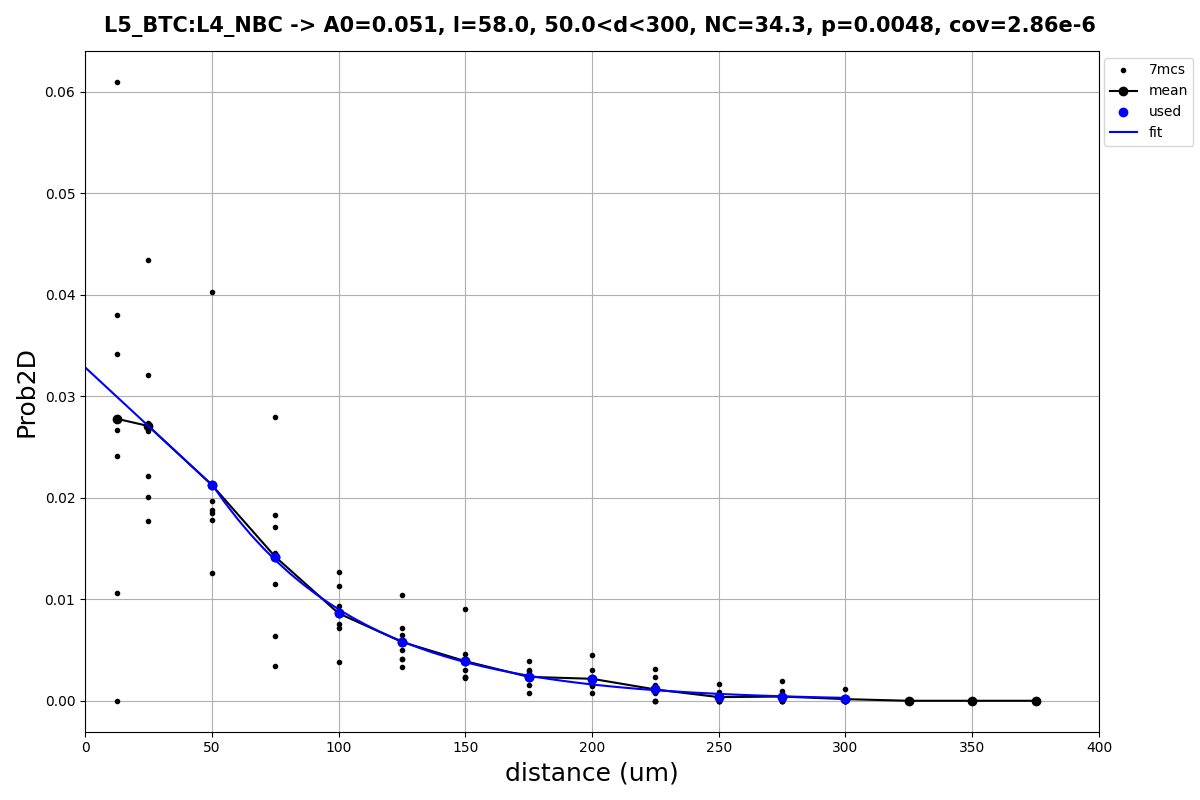 L5_BTC:L4_NBC -> A0=0.051, l=58.0, 50.0<d<300, NC=34.3, p=0.0048, cov=2.86e-6
7mcs
mean
used
fit
0.06
0.05
0.04
0.03
0.02
0.01
0.00
Prob2D
0
50
100
150
200
250
300
350
400
distance (um)